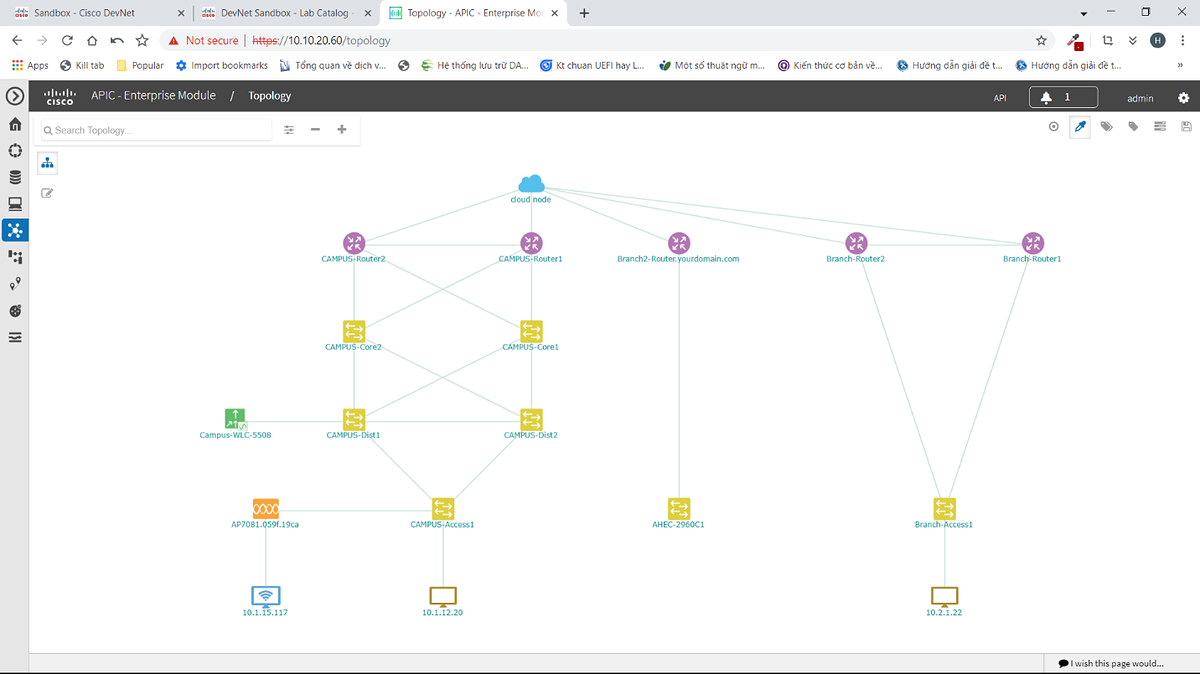 Sandbox - Cisco DevNet
DevNet Sandbox - Lab Catalog -
Topology - APIC - Enterprise Mo
Not secure | https://10.10.20.60/topology
H
Apps Kill tab Popular Import bookmarks Tổng quan về dịch v... Hê thống lưu trữ DA... Kt chuan UEFI hay L... Một số thuật ngữ m... Kiến thức cơ bản về... Hướng dẫn giải đề t... Hướng dẫn giải đề t... »
cisco APIC - Enterprise Module / Topology API 1 admin
Search Topology...
cloud node
CAMPUS-Router2 CAMPUS-Router1 Branch2-Router.yourdomain.com Branch-Router2 Branch-Router1
CAMPUS-Core2 CAMPUS-Core1
Campus-WLC-5508 CAMPUS-Dist1 CAMPUS-Dist2
AP7081.059f.19ca CAMPUS-Access1 AHEC-2960C1 Branch-Access1
10.1.15.117 10.1.12.20 10.2.1.22
I wish this page would...